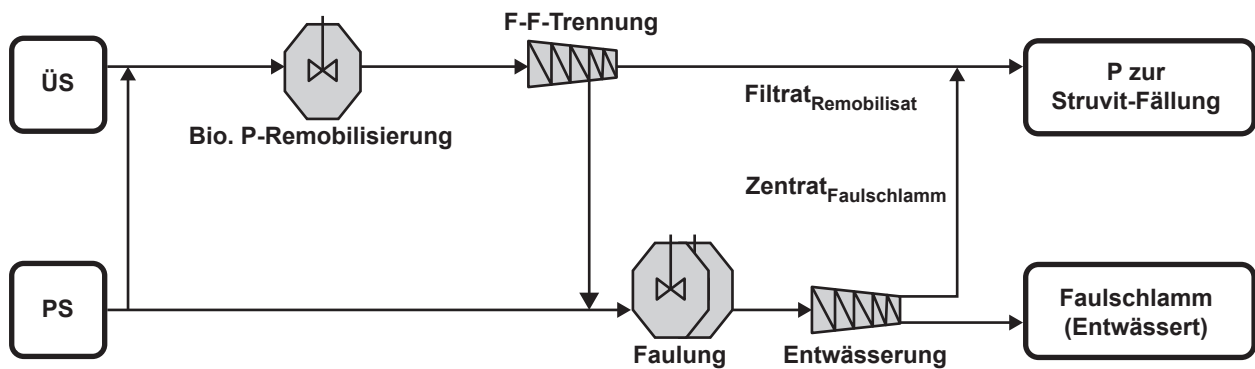 F-F-Trennung
ÜS
P zur
Struvit-Fällung
Filtrat_Remobilisat
Bio. P-Remobilisierung
Zentrat_Faulschlamm
PS
Faulschlamm
(Entwässert)
Faulung
Entwässerung